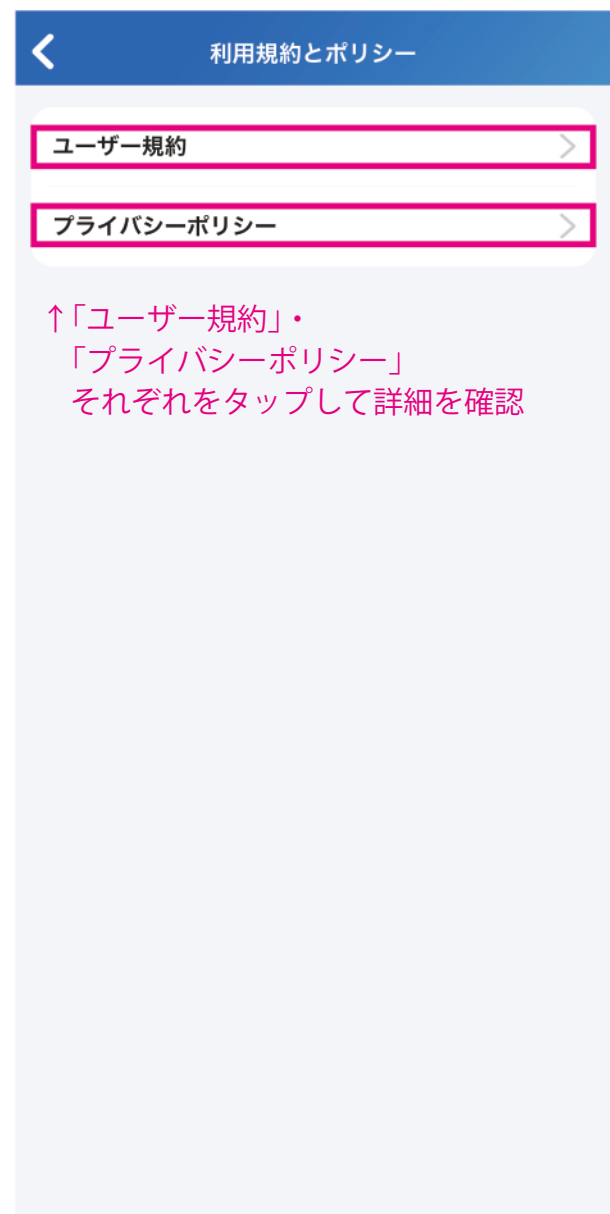 利用規約とポリシー
ユーザー規約
プライバシーポリシー
↑「ユーザー規約」・
「プライバシーポリシー」
それぞれをタップして詳細を確認